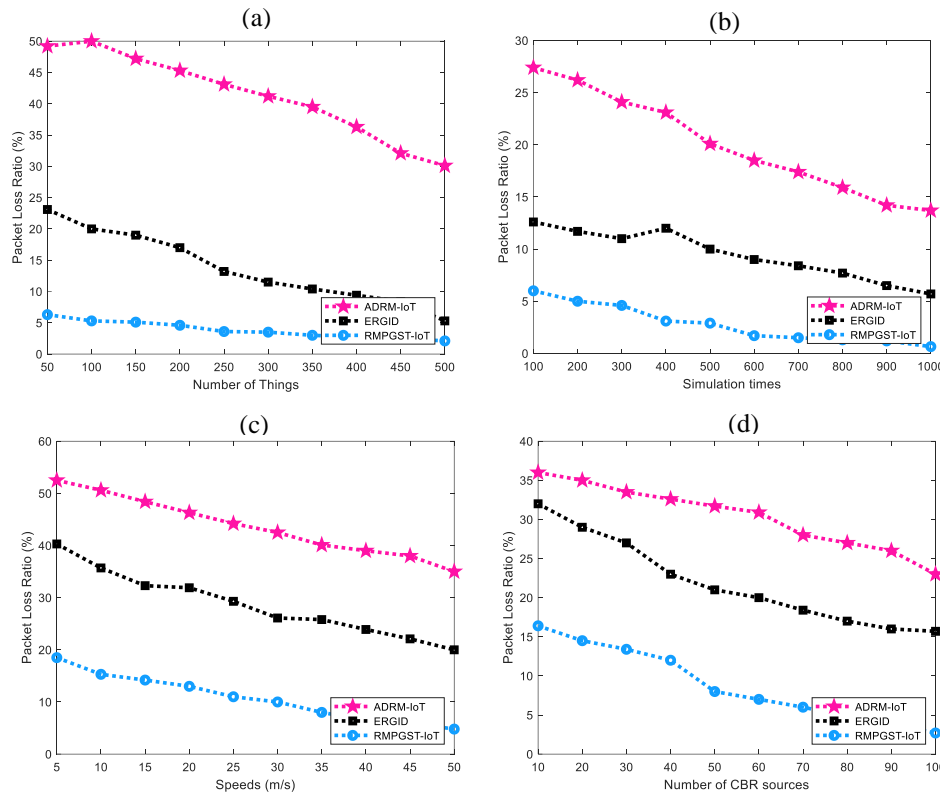 (a)
Packet Loss Ratio (%)
50
45
40
35
30
25
20
15
10
5
0
50 100 150 200 250 300 350 400 450 500
Number of Things
ADRM-IoT
ERGID
RMPGST-IoT
(b)
Packet Loss Ratio (%)
30
25
20
15
10
5
0
100 200 300 400 500 600 700 800 900 1000
Simulation times
ADRM-IoT
ERGID
RMPGST-IoT
(c)
Packet Loss Ratio (%)
60
50
40
30
20
10
0
5 10 15 20 25 30 35 40 45 50
Speeds (m/s)
ADRM-IoT
ERGID
RMPGST-IoT
(d)
Packet Loss Ratio (%)
40
35
30
25
20
15
10
5
0
10 20 30 40 50 60 70 80 90 100
Number of CBR sources
ADRM-IoT
ERGID
RMPGST-IoT